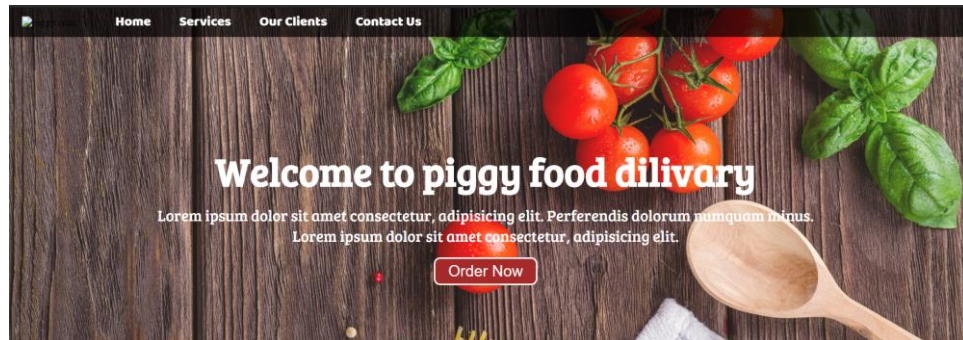 Home Services Our Clients Contact Us
Welcome to piggy food dilivary
Lorem ipsum dolor sit amet consectetur, adipisicing elit. Perferendis dolorum numquam minus.
Lorem ipsum dolor sit amet consectetur, adipisicing elit.
Order Now